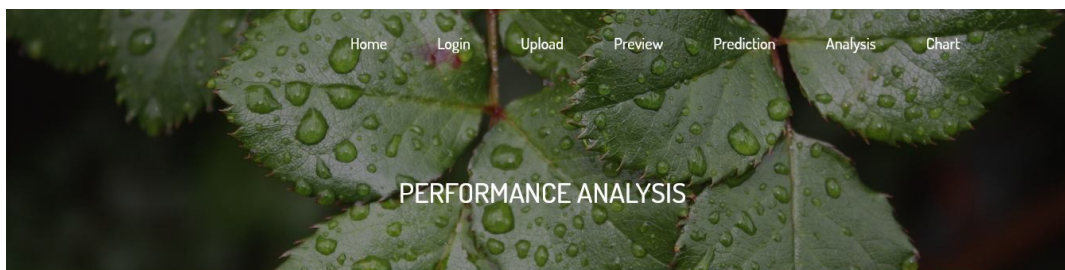 Home Login Upload Preview Prediction Analysis Chart
PERFORMANCE ANALYSIS